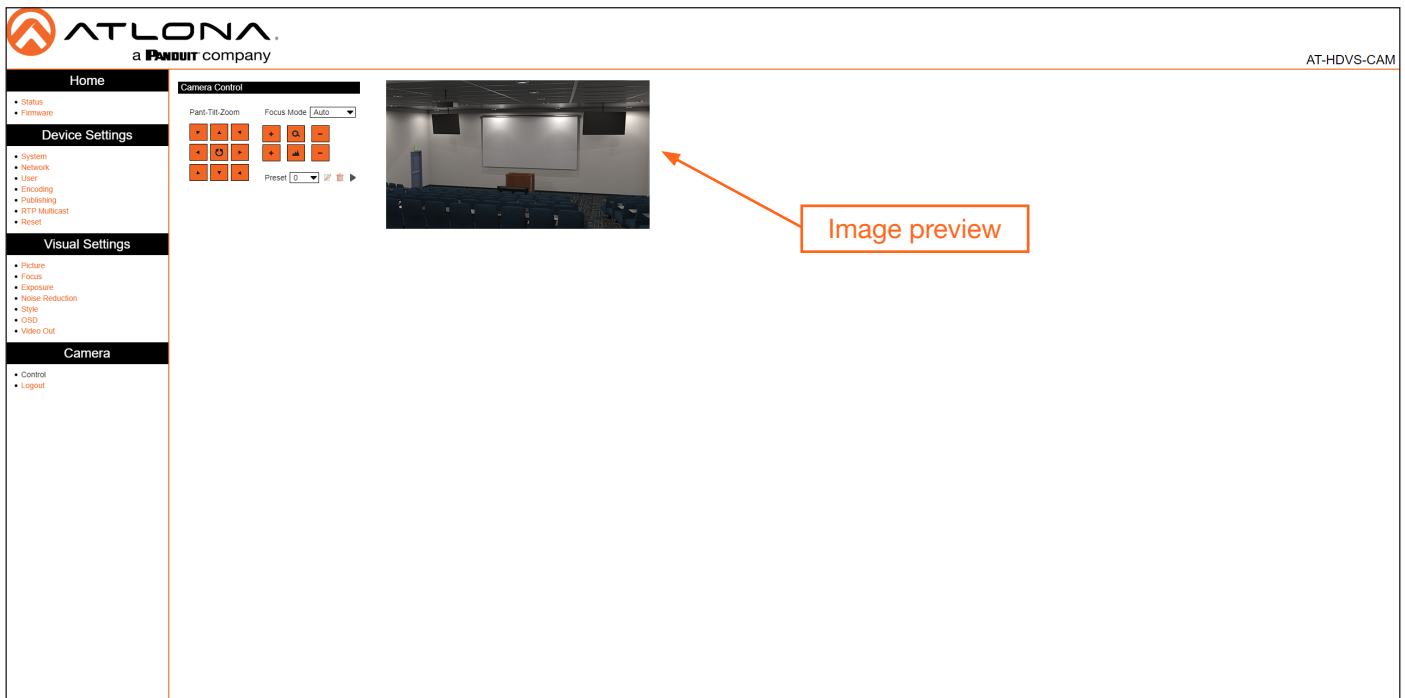 ATLONA.
a PANDUIT company
AT-HDVS-CAM
Home
• Status
• Firmware
Device Settings
• System
• Network
• User
• Encoding
• Publishing
• RTP Multicast
• Reset
Visual Settings
• Picture
• Focus
• Exposure
• Noise Reduction
• Style
• OSD
• Video Out
Camera
• Control
• Logout
Camera Control
Pant-Tilt-Zoom Focus Mode Auto
+ −
+ −
Preset 0
Image preview